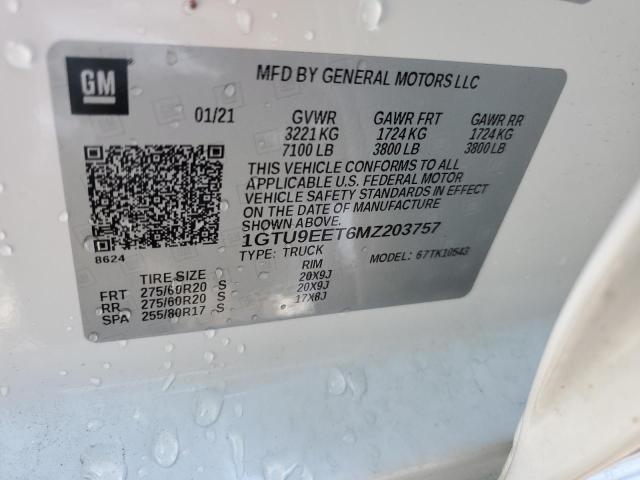 GM
MFD BY GENERAL MOTORS LLC
01/21 GVWR GAWR FRT GAWR RR
3221 KG 1724 KG 1724 KG
7100 LB 3800 LB 3800 LB
THIS VEHICLE CONFORMS TO ALL
APPLICABLE U.S. FEDERAL MOTOR
VEHICLE SAFETY STANDARDS IN EFFECT
ON THE DATE OF MANUFACTURE
SHOWN ABOVE.
1GTU9EET6MZ203757
8624
TYPE: TRUCK MODEL: 67TK10543
TIRE SIZE RIM
FRT 275/60R20 S 20X9J
RR 275/60R20 S 20X9J
SPA 255/80R17 S 17X8J